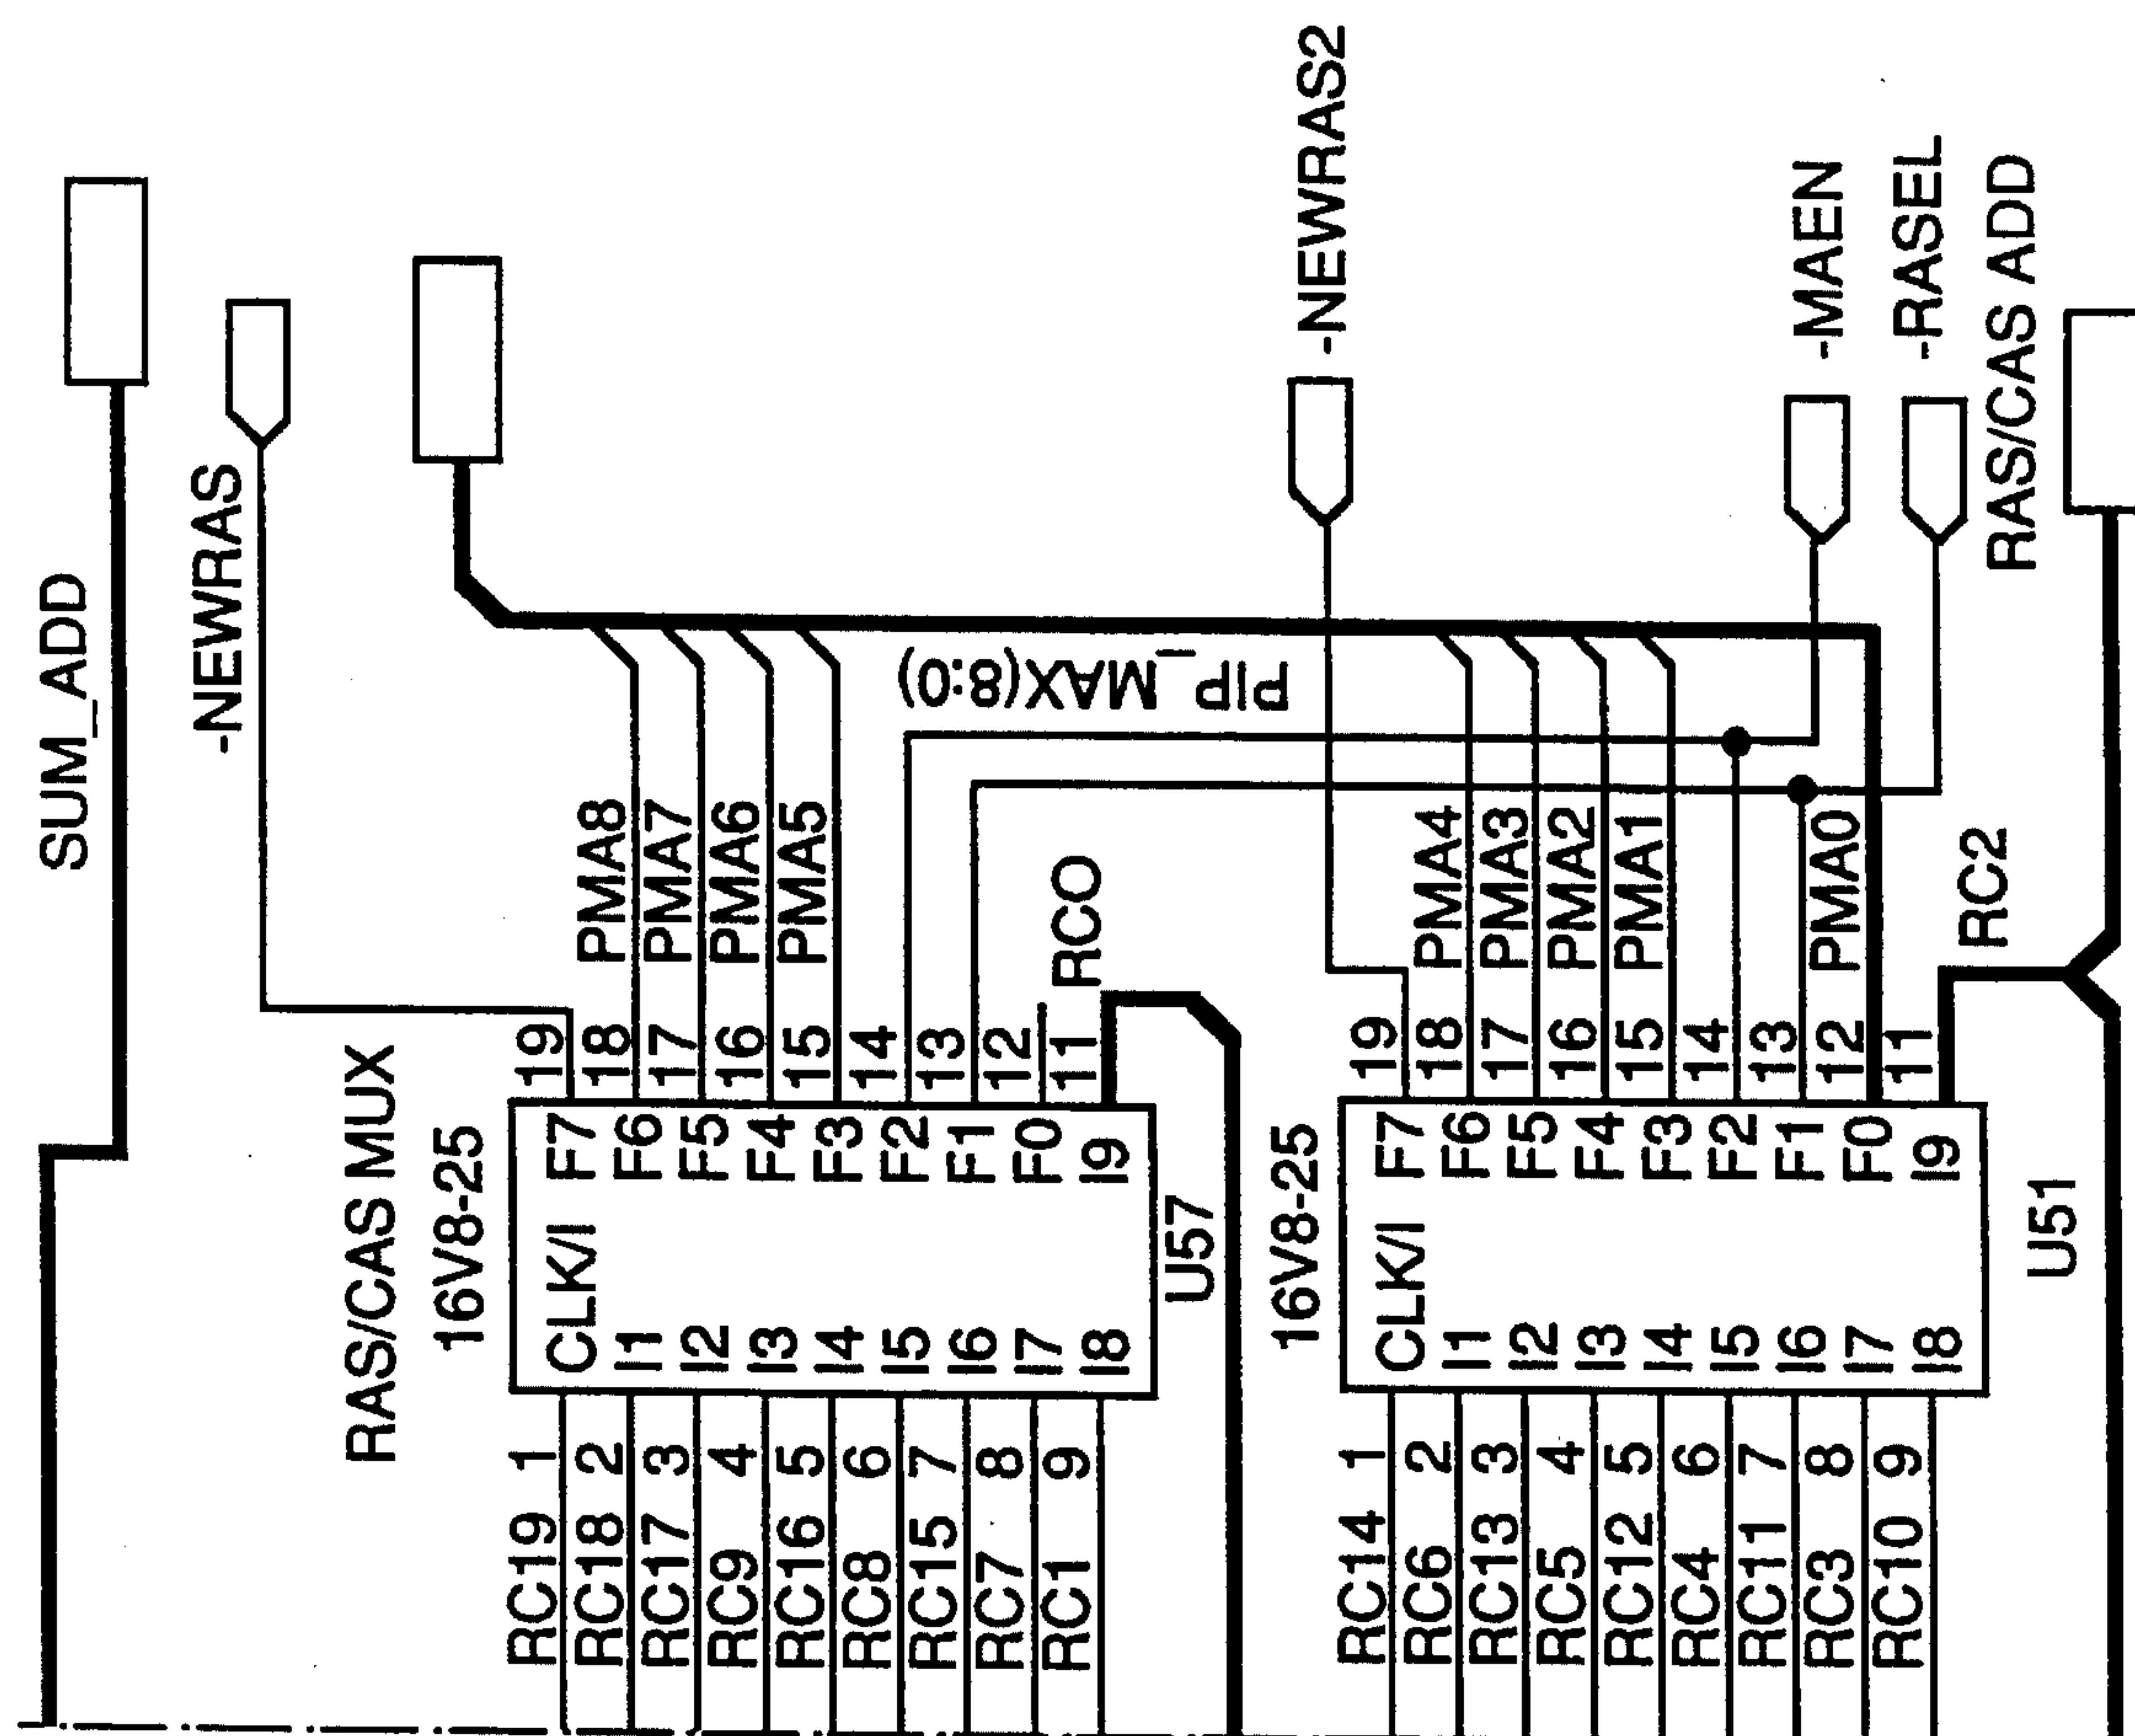 SUM_ADD
-NEWRAS
RAS/CAS MUX
16V8-25
RC19 1 CLK/I F7 19
RC18 2 I1 F6 18 PMA8
RC17 3 I2 F5 17 PMA7
RC9 4 I3 F4 16 PMA6
RC16 5 I4 F3 15 PMA5
RC8 6 I5 F2 14
RC15 7 I6 F1 13
RC7 8 I7 F0 12
RC1 9 I8 I9 11 RCO
U57
PIP_MAX(8:0)
-NEWRAS2
16V8-25
RC14 1 CLK/I F7 19
RC6 2 I1 F6 18 PMA4
RC13 3 I2 F5 17 PMA3
RC5 4 I3 F4 16 PMA2
RC12 5 I4 F3 15 PMA1
RC4 6 I5 F2 14
RC11 7 I6 F1 13
RC3 8 I7 F0 12 PMA0
RC10 9 I8 I9 11
RC2
U51
-MAEN
-RASEL
RAS/CAS ADD